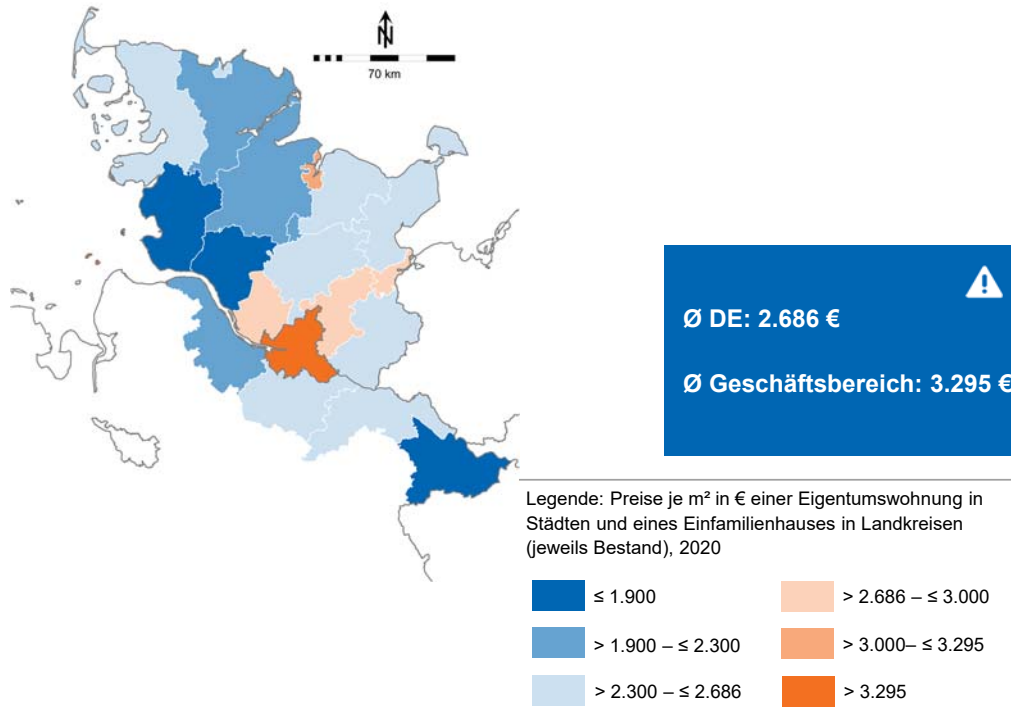 N
70 km
Ø DE: 2.686 €
Ø Geschäftsbereich: 3.295 €
Legende: Preise je m² in € einer Eigentumswohnung in
Städten und eines Einfamilienhauses in Landkreisen
(jeweils Bestand), 2020
≤ 1.900
> 1.900 – ≤ 2.300
> 2.300 – ≤ 2.686
> 2.686 – ≤ 3.000
> 3.000– ≤ 3.295
> 3.295